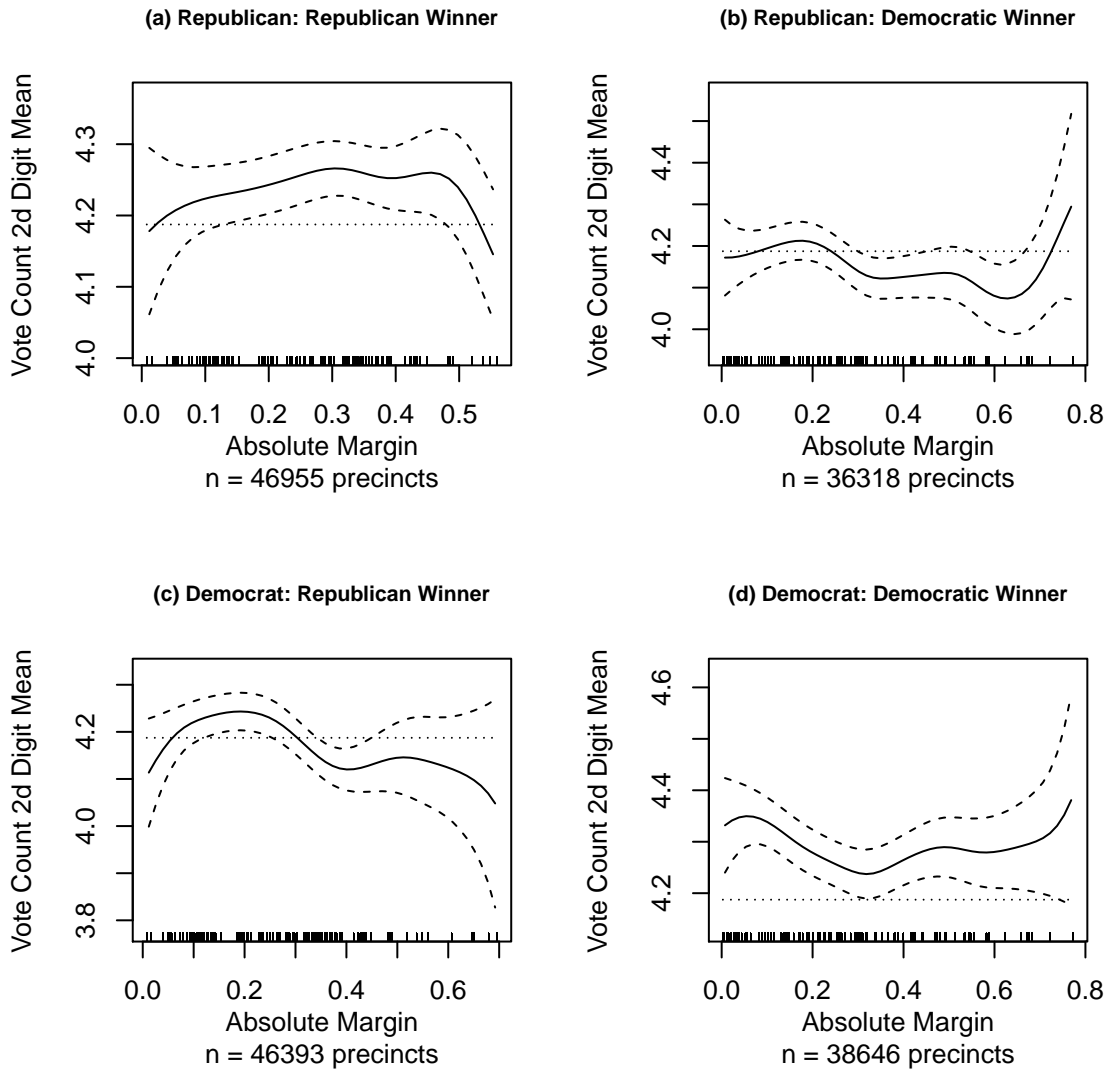 (a) Republican: Republican Winner
Vote Count 2d Digit Mean
4.3
4.2
4.1
4.0
0.0 0.1 0.2 0.3 0.4 0.5
Absolute Margin
n = 46955 precincts
(b) Republican: Democratic Winner
Vote Count 2d Digit Mean
4.4
4.2
4.0
0.0 0.2 0.4 0.6 0.8
Absolute Margin
n = 36318 precincts
(c) Democrat: Republican Winner
Vote Count 2d Digit Mean
4.2
4.0
3.8
0.0 0.2 0.4 0.6
Absolute Margin
n = 46393 precincts
(d) Democrat: Democratic Winner
Vote Count 2d Digit Mean
4.6
4.4
4.2
0.0 0.2 0.4 0.6 0.8
Absolute Margin
n = 38646 precincts